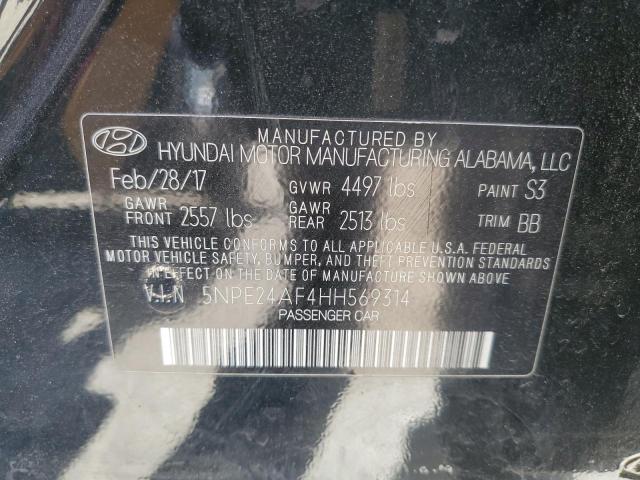 MANUFACTURED BY
HYUNDAI MOTOR MANUFACTURING ALABAMA, LLC
Feb/28/17 GVWR 4497 lbs PAINT S3
GAWR FRONT 2557 lbs GAWR REAR 2513 lbs TRIM BB
THIS VEHICLE CONFORMS TO ALL APPLICABLE U.S.A. FEDERAL
MOTOR VEHICLE SAFETY, BUMPER, AND THEFT PREVENTION STANDARDS
IN EFFECT ON THE DATE OF MANUFACTURE SHOWN ABOVE
V.I.N 5NPE24AF4HH569314
PASSENGER CAR